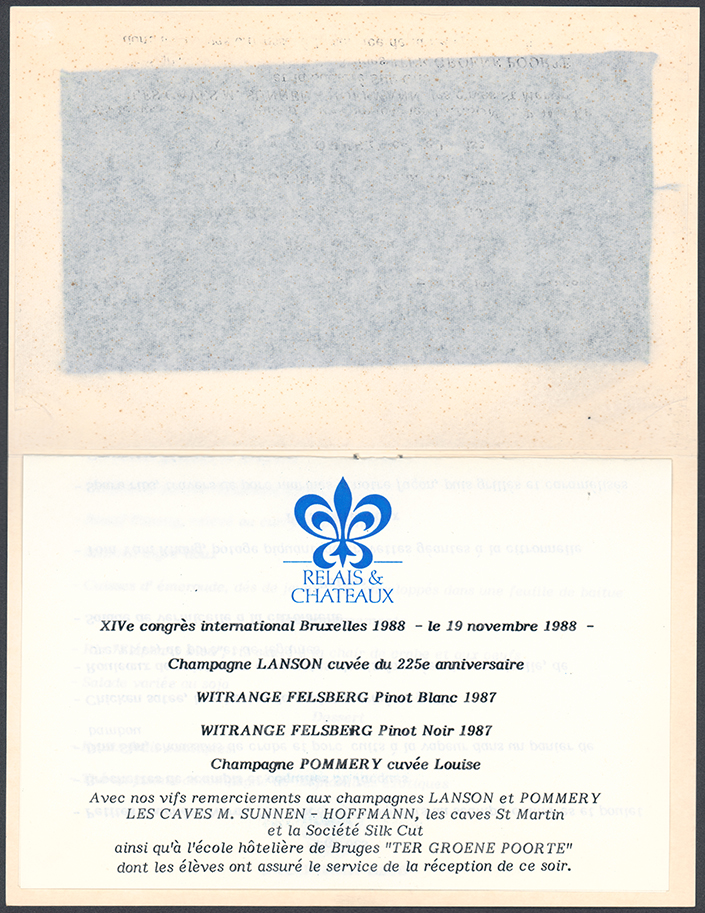 RELAIS &
CHATEAUX
XIVe congrès international Bruxelles 1988 - le 19 novembre 1988 -
Champagne LANSON cuvée du 225e anniversaire
WITRANGE FELSBERG Pinot Blanc 1987
WITRANGE FELSBERG Pinot Noir 1987
Champagne POMMERY cuvée Louise
Avec nos vifs remerciements aux champagnes LANSON et POMMERY
LES CAVES M. SUNNEN - HOFFMANN, les caves St Martin
et la Société Silk Cut
ainsi qu'à l'école hôtelière de Bruges "TER GROENE POORTE"
dont les élèves ont assuré le service de la réception de ce soir.